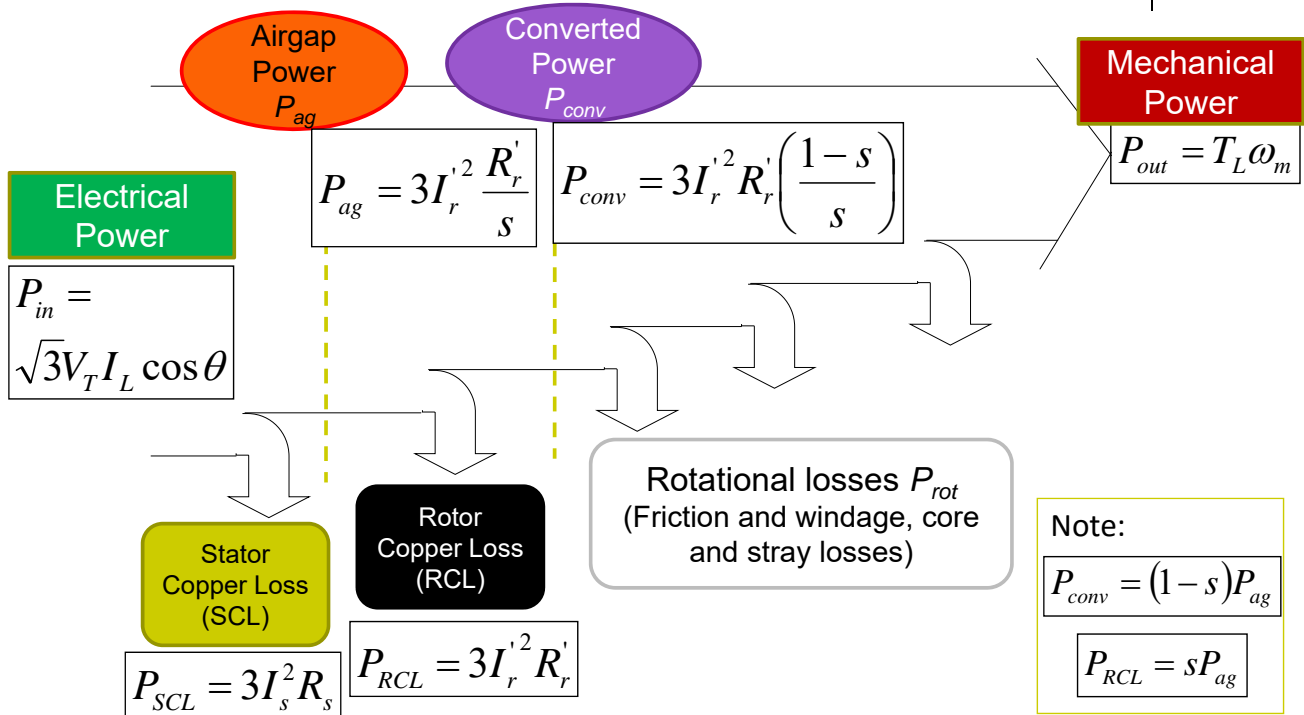 Airgap
Power
P_ag
Converted
Power
P_conv
Mechanical
Power
P_ag = 3I_r'^2 R_r'/s
P_conv = 3I_r'^2 R_r'((1 − s)/s)
P_out = T_L ω_m
Electrical
Power
P_in =
√3V_T I_L cos θ
Stator
Copper Loss
(SCL)
Rotor
Copper Loss
(RCL)
Rotational losses P_rot
(Friction and windage, core
and stray losses)
P_SCL = 3I_s^2 R_s
P_RCL = 3I_r'^2 R_r'
Note:
P_conv = (1 − s)P_ag
P_RCL = sP_ag